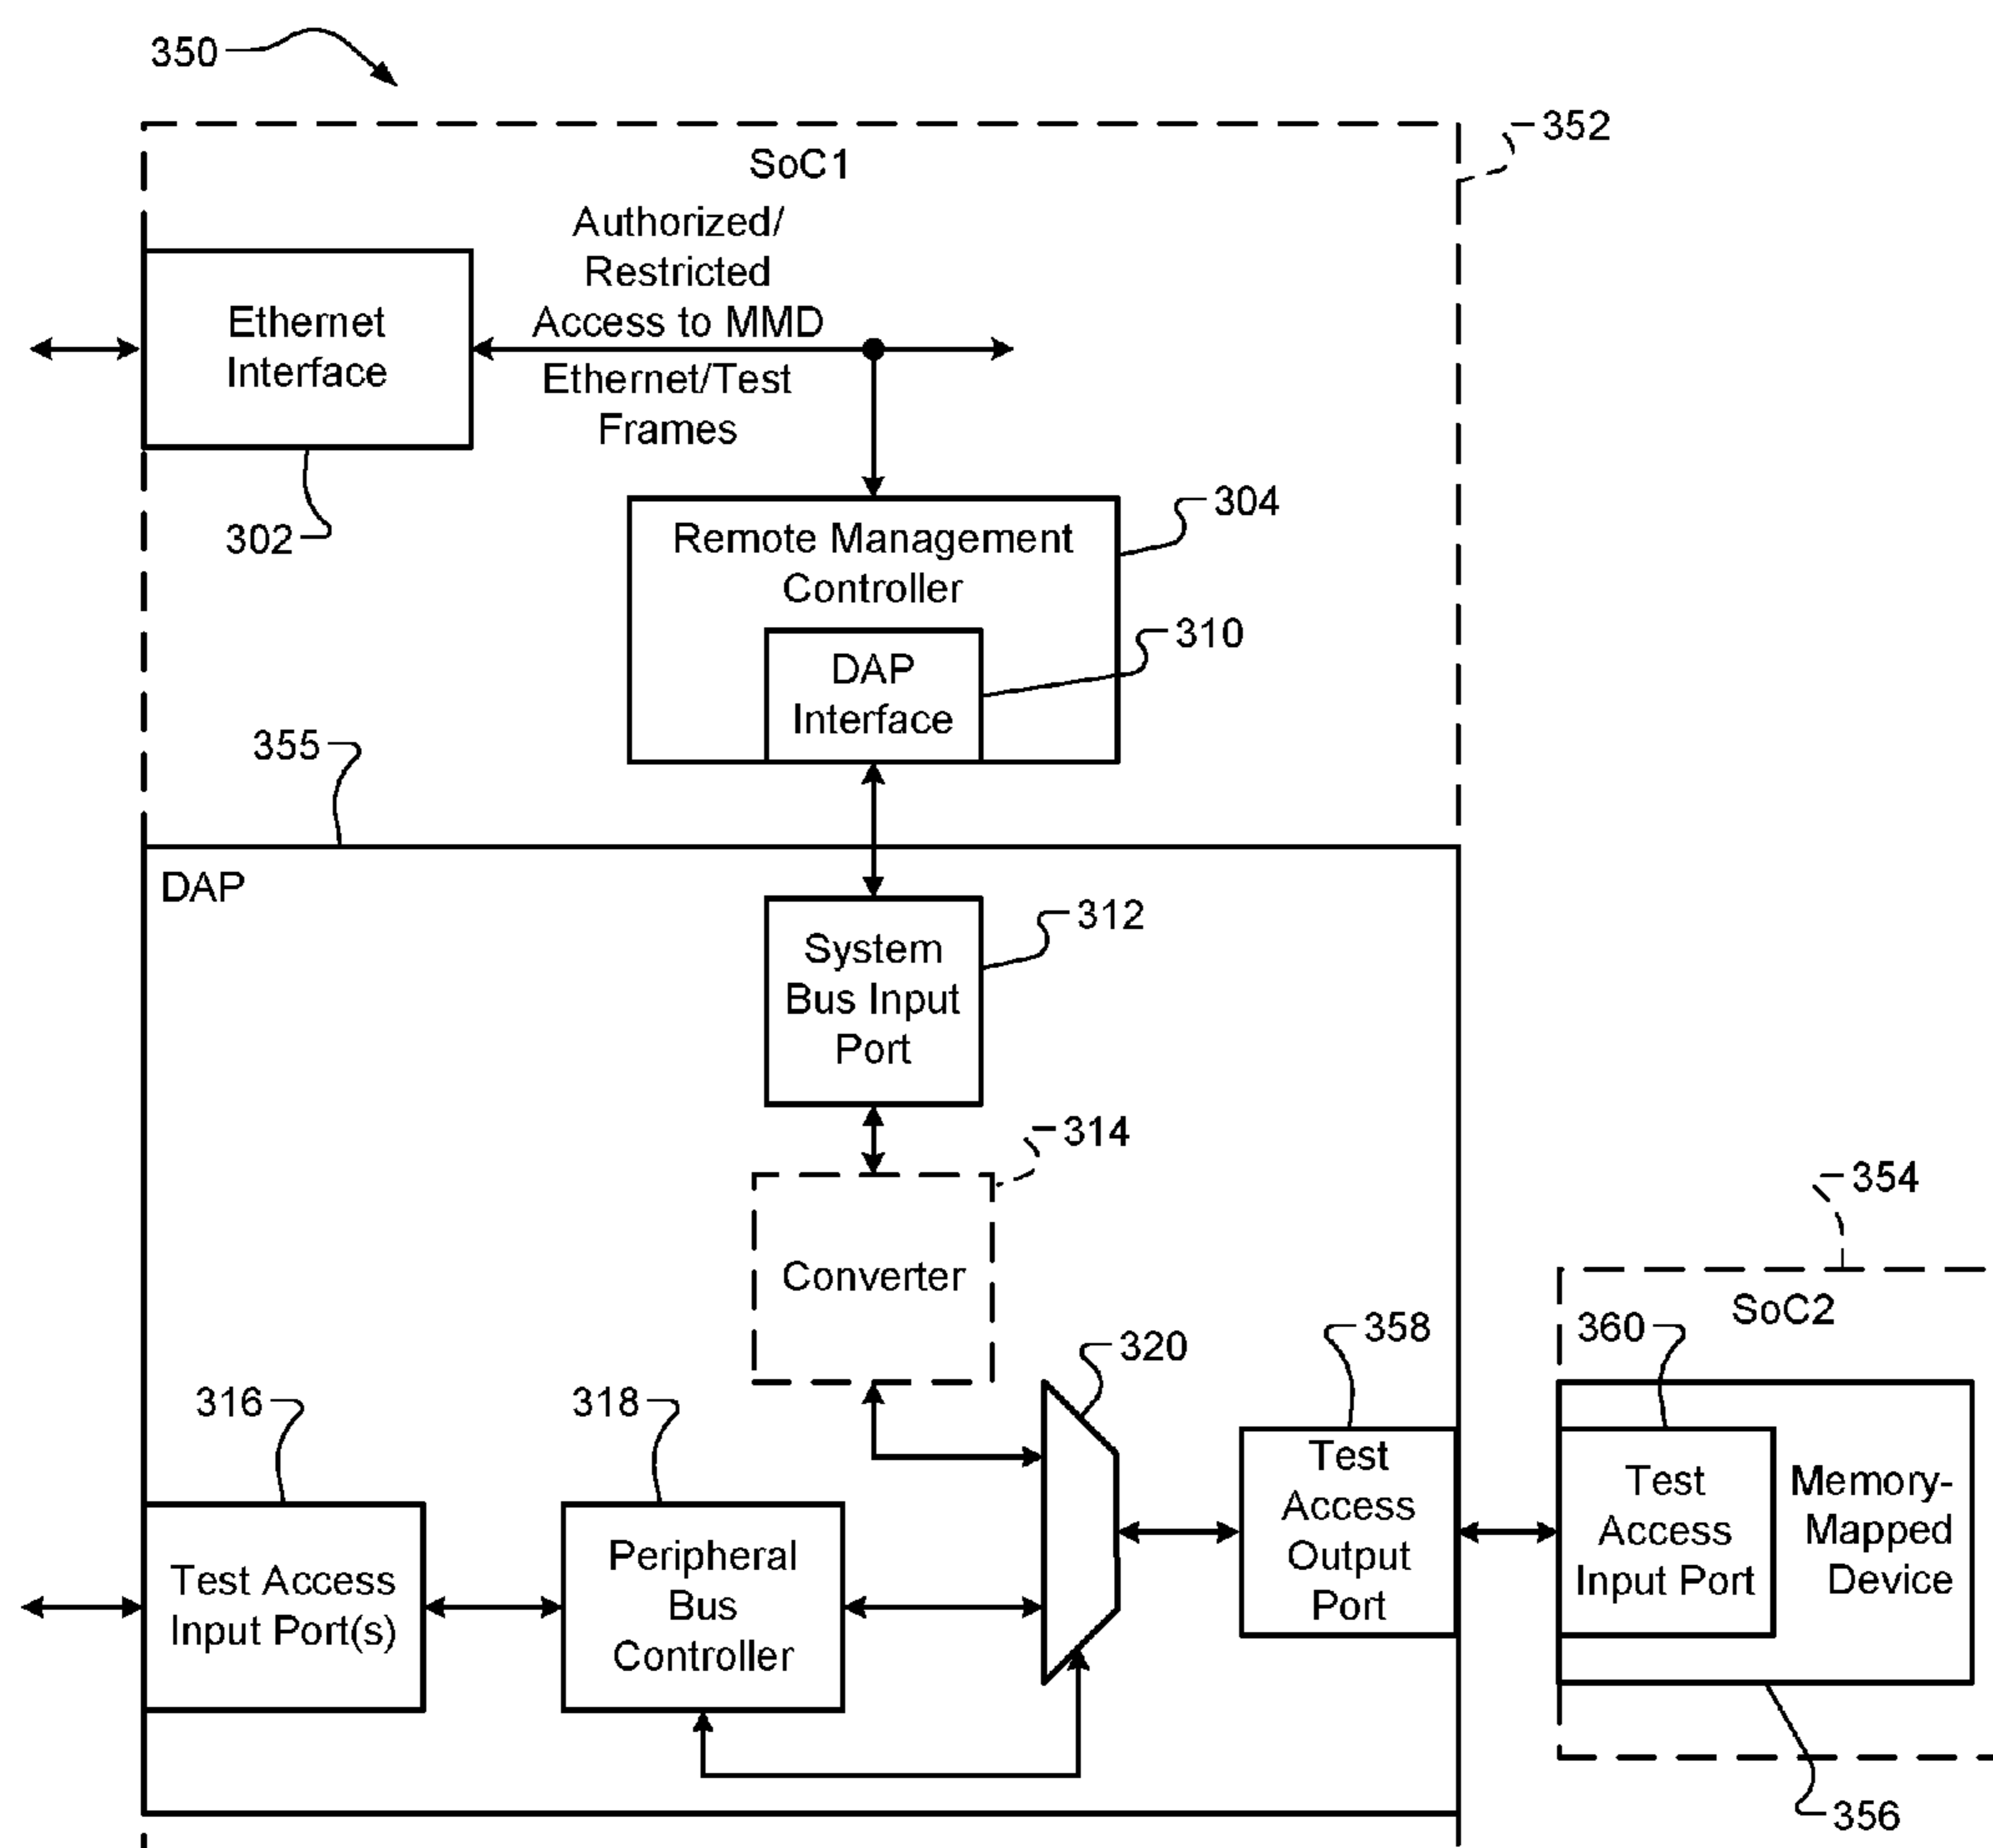 350
352
SoC1
Authorized/
Restricted
Access to MMD
Ethernet
Interface
Ethernet/Test
Frames
302
304
Remote Management
Controller
310
DAP
Interface
355
DAP
312
System
Bus Input
Port
314
Converter
354
SoC2
320
358
360
316
318
Test
Access
Output
Port
Test
Access
Input Port
Memory-
Mapped
Device
Test Access
Input Port(s)
Peripheral
Bus
Controller
356